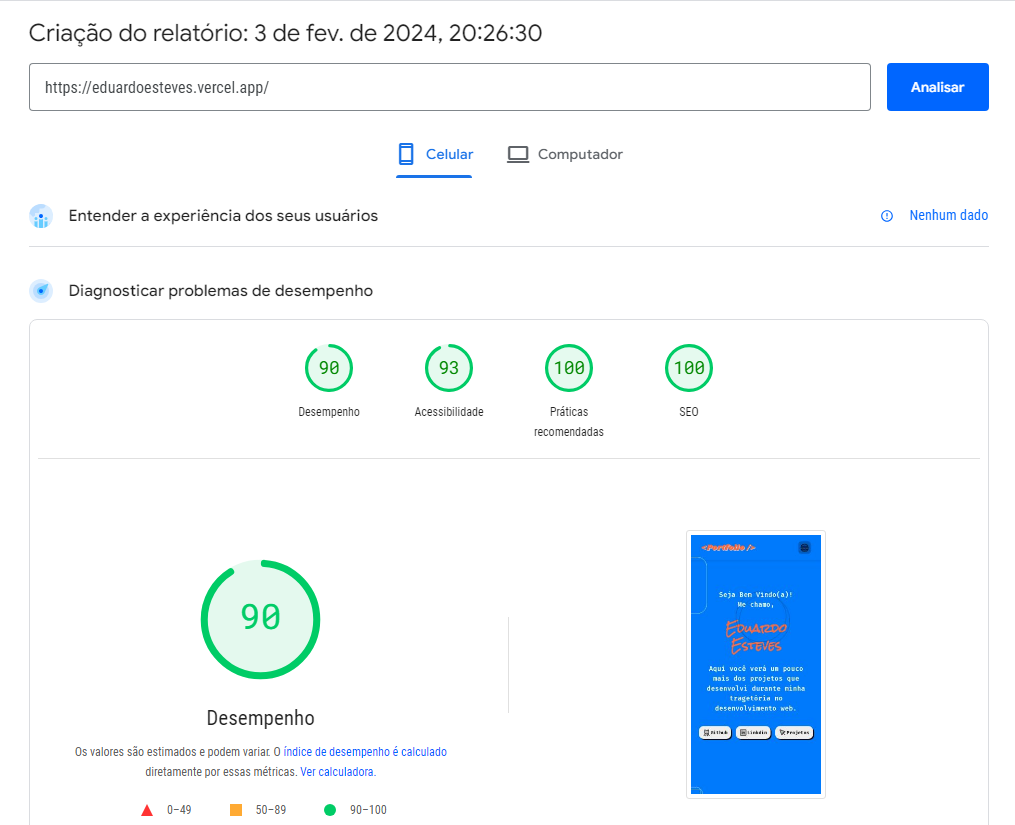 Criação do relatório: 3 de fev. de 2024, 20:26:30
https://eduardoesteves.vercel.app/
Analisar
Celular
Computador
Entender a experiência dos seus usuários
Nenhum dado
Diagnosticar problemas de desempenho
90
93
100
100
Desempenho
Acessibilidade
Práticas
recomendadas
SEO
90
Desempenho
Os valores são estimados e podem variar. O índice de desempenho é calculado
diretamente por essas métricas. Ver calculadora.
0–49
50–89
90–100
<Portfolio />
Seja Bem Vindo(a)!
Me chamo,
Eduardo
Esteves
Aqui você verá um pouco
mais dos projetos que
desenvolvi durante minha
tragetória no
desenvolvimento web.
Github
Linkdin
Projetos